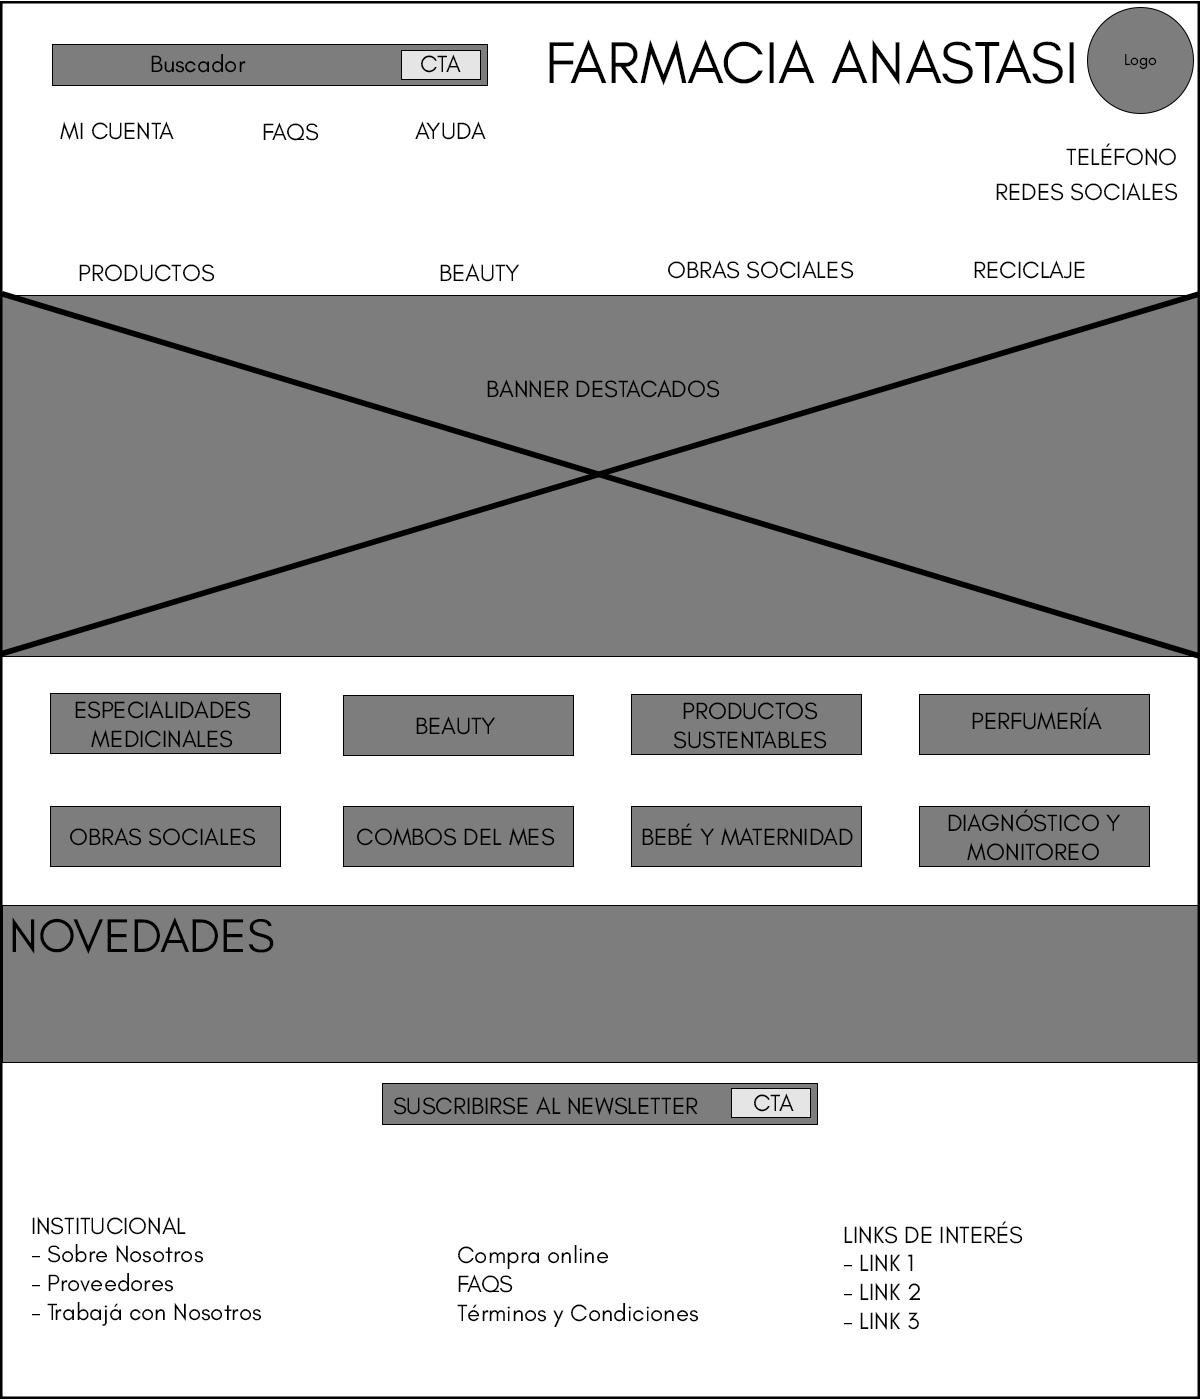 Buscador
CTA
FARMACIA ANASTASI
Logo
MI CUENTA
FAQS
AYUDA
TELÉFONO
REDES SOCIALES
PRODUCTOS
BEAUTY
OBRAS SOCIALES
RECICLAJE
BANNER DESTACADOS
ESPECIALIDADES
MEDICINALES
BEAUTY
PRODUCTOS
SUSTENTABLES
PERFUMERÍA
OBRAS SOCIALES
COMBOS DEL MES
BEBÉ Y MATERNIDAD
DIAGNÓSTICO Y
MONITOREO
NOVEDADES
SUSCRIBIRSE AL NEWSLETTER
CTA
INSTITUCIONAL
- Sobre Nosotros
- Proveedores
- Trabajá con Nosotros
Compra online
FAQS
Términos y Condiciones
LINKS DE INTERÉS
- LINK 1
- LINK 2
- LINK 3